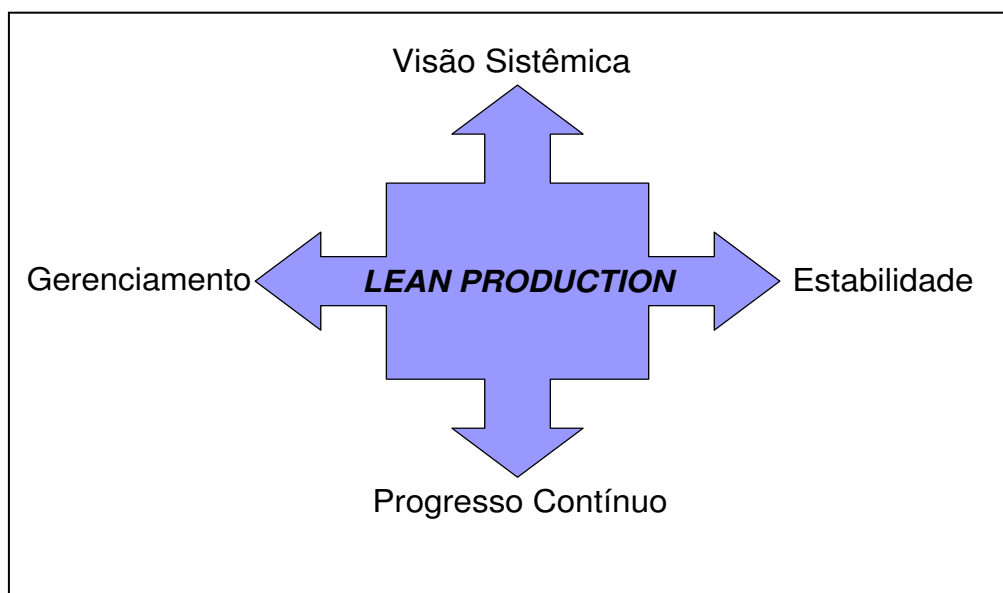 Visão Sistêmica
Gerenciamento
LEAN PRODUCTION
Estabilidade
Progresso Contínuo